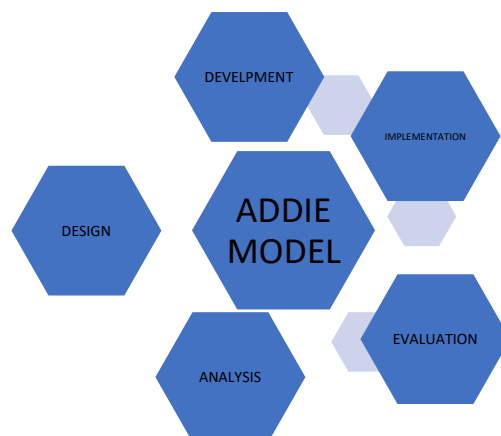 DEVELPMENT
IMPLEMENTATION
ADDIE
MODEL
DESIGN
EVALUATION
ANALYSIS